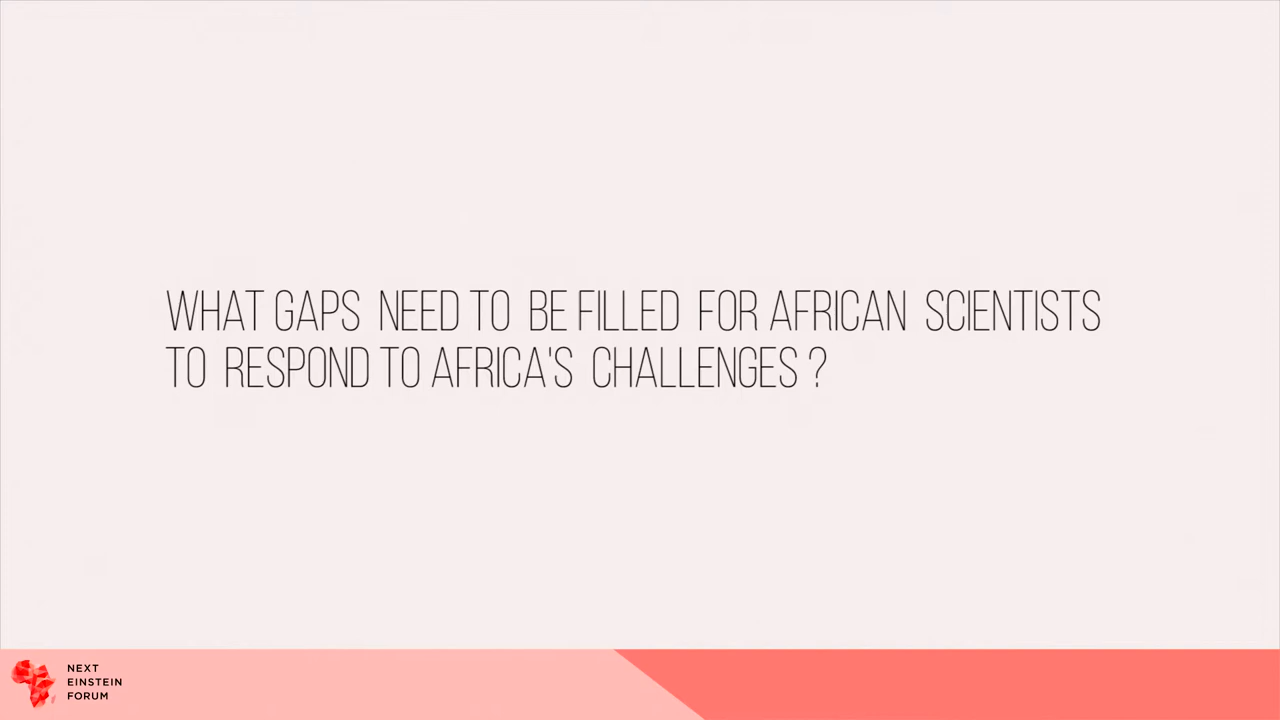 WHAT GAPS NEED TO BE FILLED FOR AFRICAN SCIENTISTS
TO RESPOND TO AFRICA'S CHALLENGES ?
NEXT
EINSTEIN
FORUM